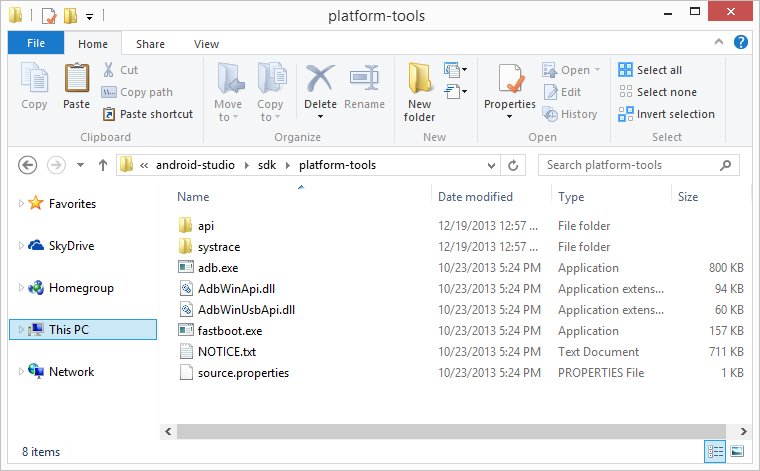 platform-tools
File Home Share View
Copy Paste Cut Copy path Paste shortcut
Move to Copy to Delete Rename
New folder
Properties Open Edit History
Select all Select none Invert selection
Clipboard Organize New Open Select
android-studio sdk platform-tools Search platform-tools
Name Date modified Type Size
Favorites
SkyDrive
Homegroup
This PC
Network
api 12/19/2013 12:57 ... File folder
systrace 12/19/2013 12:57 ... File folder
adb.exe 10/23/2013 5:24 PM Application 800 KB
AdbWinApi.dll 10/23/2013 5:24 PM Application extens... 94 KB
AdbWinUsbApi.dll 10/23/2013 5:24 PM Application extens... 60 KB
fastboot.exe 10/23/2013 5:24 PM Application 157 KB
NOTICE.txt 10/23/2013 5:24 PM Text Document 711 KB
source.properties 10/23/2013 5:24 PM PROPERTIES File 1 KB
8 items